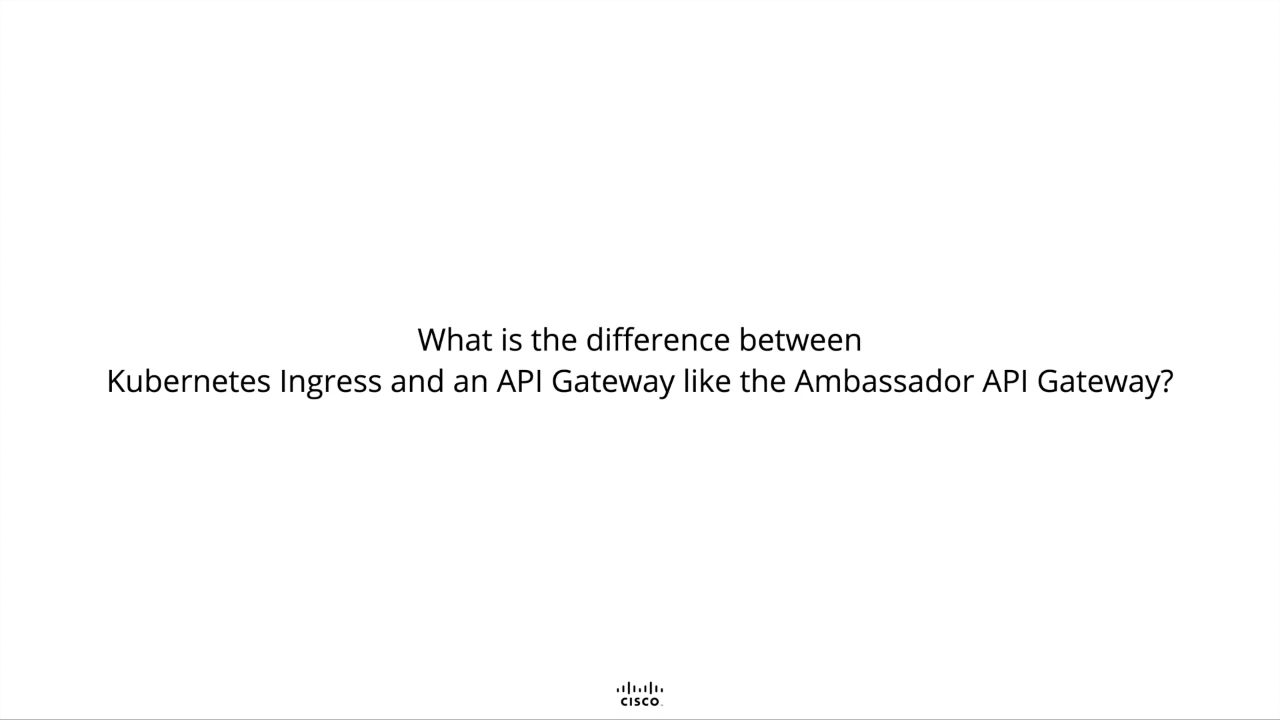 What is the difference between
Kubernetes Ingress and an API Gateway like the Ambassador API Gateway?
CISCO